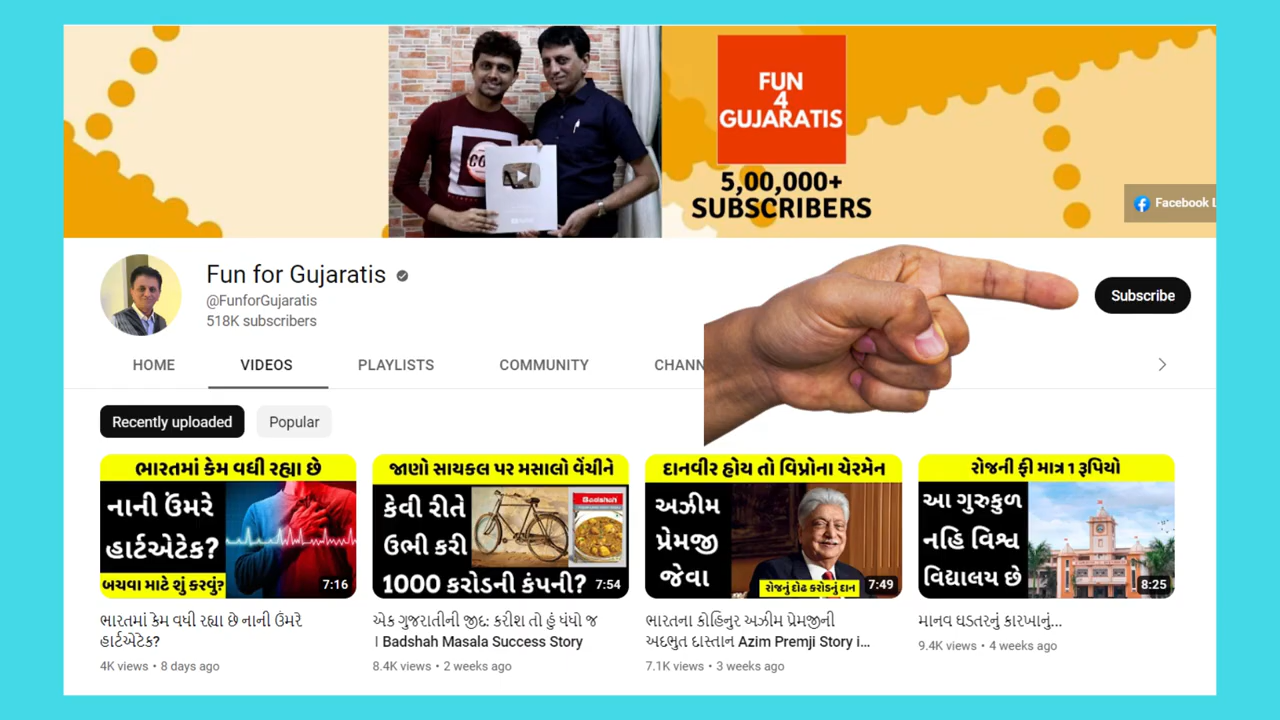 FUN
4
GUJARATIS
5,00,000+
SUBSCRIBERS
Facebook L
Fun for Gujaratis
@FunforGujaratis
518K subscribers
Subscribe
HOME VIDEOS PLAYLISTS COMMUNITY CHANN
Recently uploaded Popular
ભારતમાં કેમ વધી રહ્યા છે
નાની ઉંમરે
હાર્ટએટેક?
બચવા માટે શું કરવું?
7:16
ભારતમાં કેમ વધી રહ્યા છે નાની ઉંમરે
હાર્ટએટેક?
4K views • 8 days ago
જાણો સાયકલ પર મસાલો વેંચીને
કેવી રીતે
ઉભી કરી
1000 કરોડની કંપની?
Badshah
7:54
એક ગુજરાતીની જીદ: કરીશ તો હું ધંધો જ
। Badshah Masala Success Story
8.4K views • 2 weeks ago
દાનવીર હોય તો વિપ્રોના ચેરમેન
અઝીમ
પ્રેમજી
જેવા
રોજનું દોઢ કરોડનું દાન
7:49
ભારતના કોહિનુર અઝીમ પ્રેમજીની
અદભુત દાસ્તાન Azim Premji Story i...
7.1K views • 3 weeks ago
રોજની ફી માત્ર 1 રૂપિયો
આ ગુરુકુળ
નહિ વિશ્વ
વિદ્યાલય છે
8:25
માનવ ઘડતરનું કારખાનું...
9.4K views • 4 weeks ago